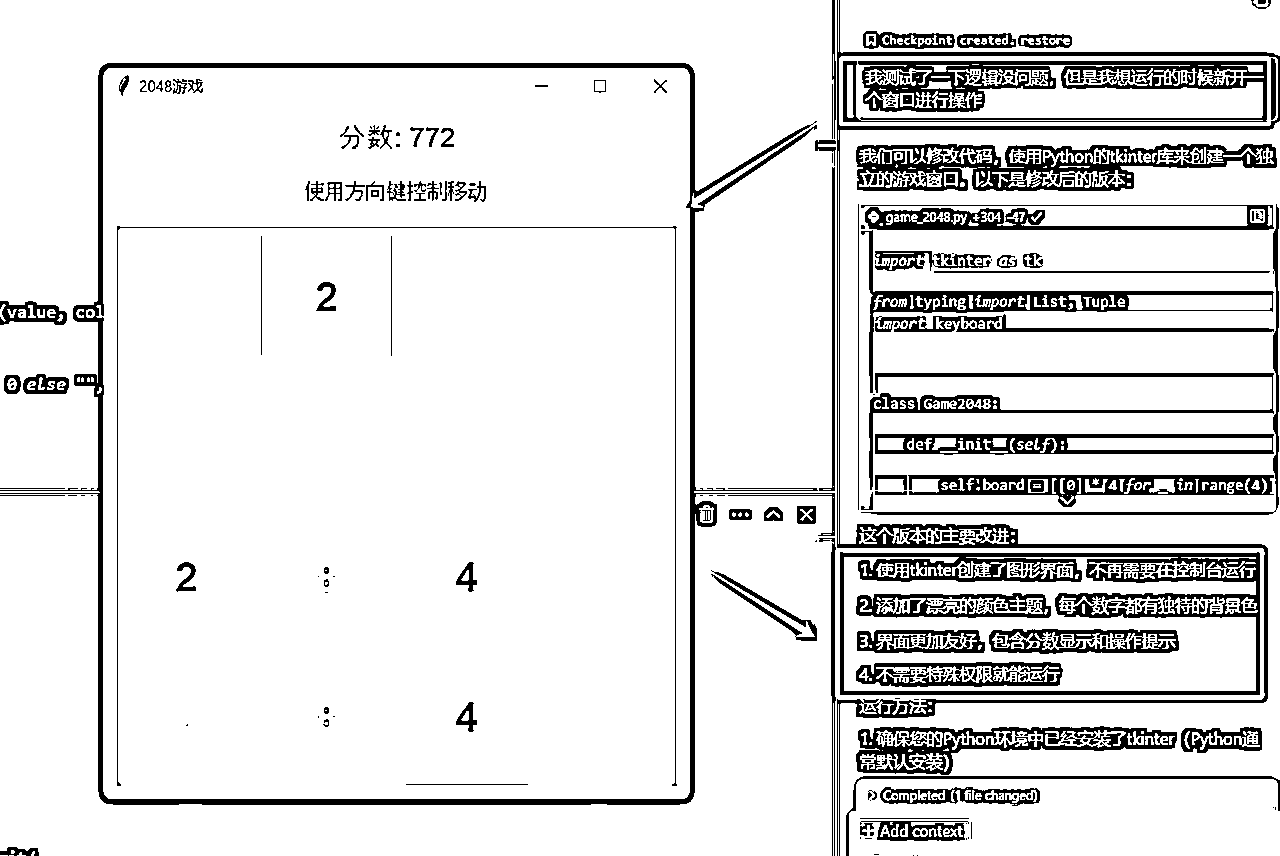 2048游戏
分数: 772
使用方向键控制移动
2
2
4
4
(value, col
0 else "",
Checkpoint created. restore
我测试了一下逻辑没问题，但是我想运行的时候新开一
个窗口进行操作
我们可以修改代码，使用Python的tkinter库来创建一个独
立的游戏窗口。以下是修改后的版本：
game_2048.py +304 -47
import tkinter as tk
from typing import List, Tuple
import keyboard
class Game2048:
def __init__(self):
self.board = [[0] * 4 for _ in range(4)]
这个版本的主要改进：
1. 使用tkinter创建了图形界面，不再需要在控制台运行
2. 添加了漂亮的颜色主题，每个数字都有独特的背景色
3. 界面更加友好，包含分数显示和操作提示
4. 不需要特殊权限就能运行
运行方法：
1. 确保您的Python环境中已经安装了tkinter（Python通
常默认安装）
Completed (1 file changed)
Add context